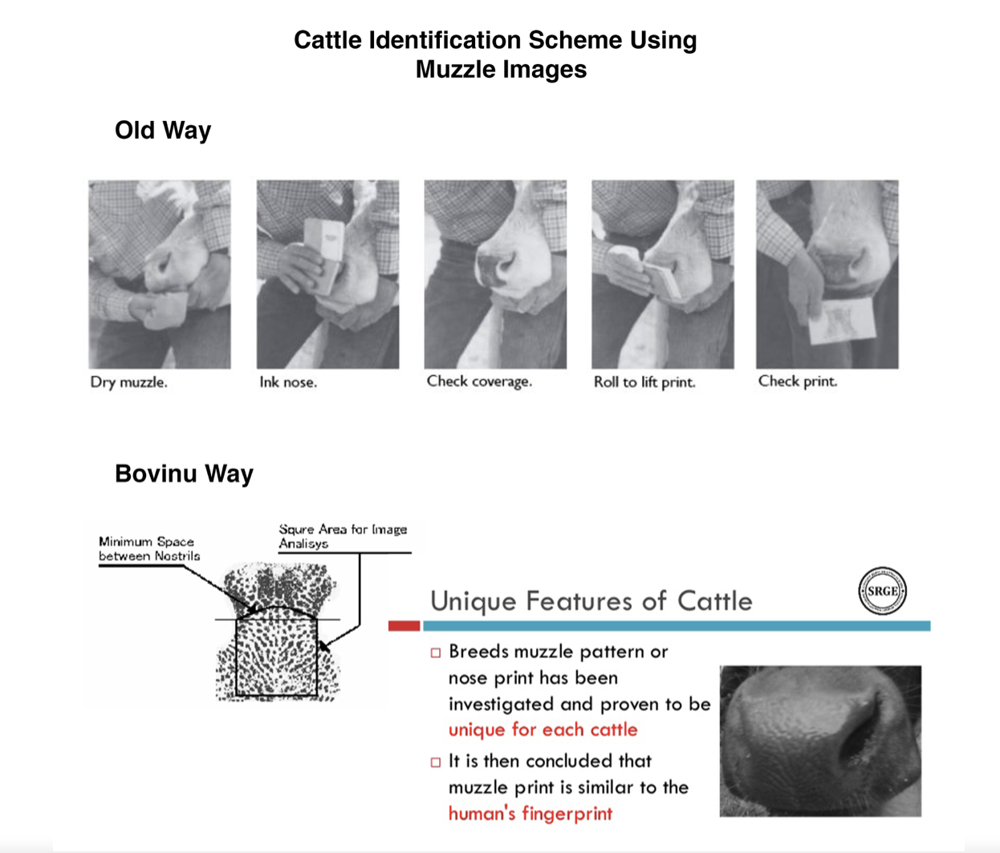 Cattle Identification Scheme Using
Muzzle Images
Old Way
Dry muzzle.
Ink nose.
Check coverage.
Roll to lift print.
Check print.
Bovinu Way
Minimum Space
between Nostrils
Squre Area for Image
Analisys
Unique Features of Cattle
SRGE
Breeds muzzle pattern or
nose print has been
investigated and proven to be
unique for each cattle
It is then concluded that
muzzle print is similar to the
human's fingerprint